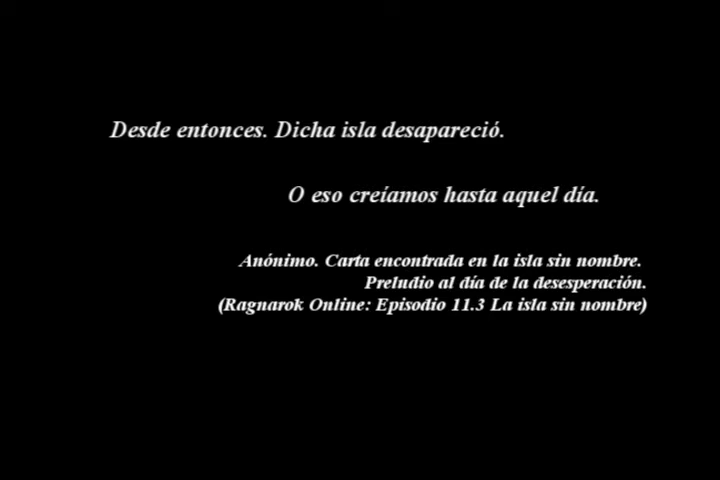 Desde entonces. Dicha isla desapareció.
O eso creíamos hasta aquel día.
Anónimo. Carta encontrada en la isla sin nombre.
Preludio al día de la desesperación.
(Ragnarok Online: Episodio 11.3 La isla sin nombre)